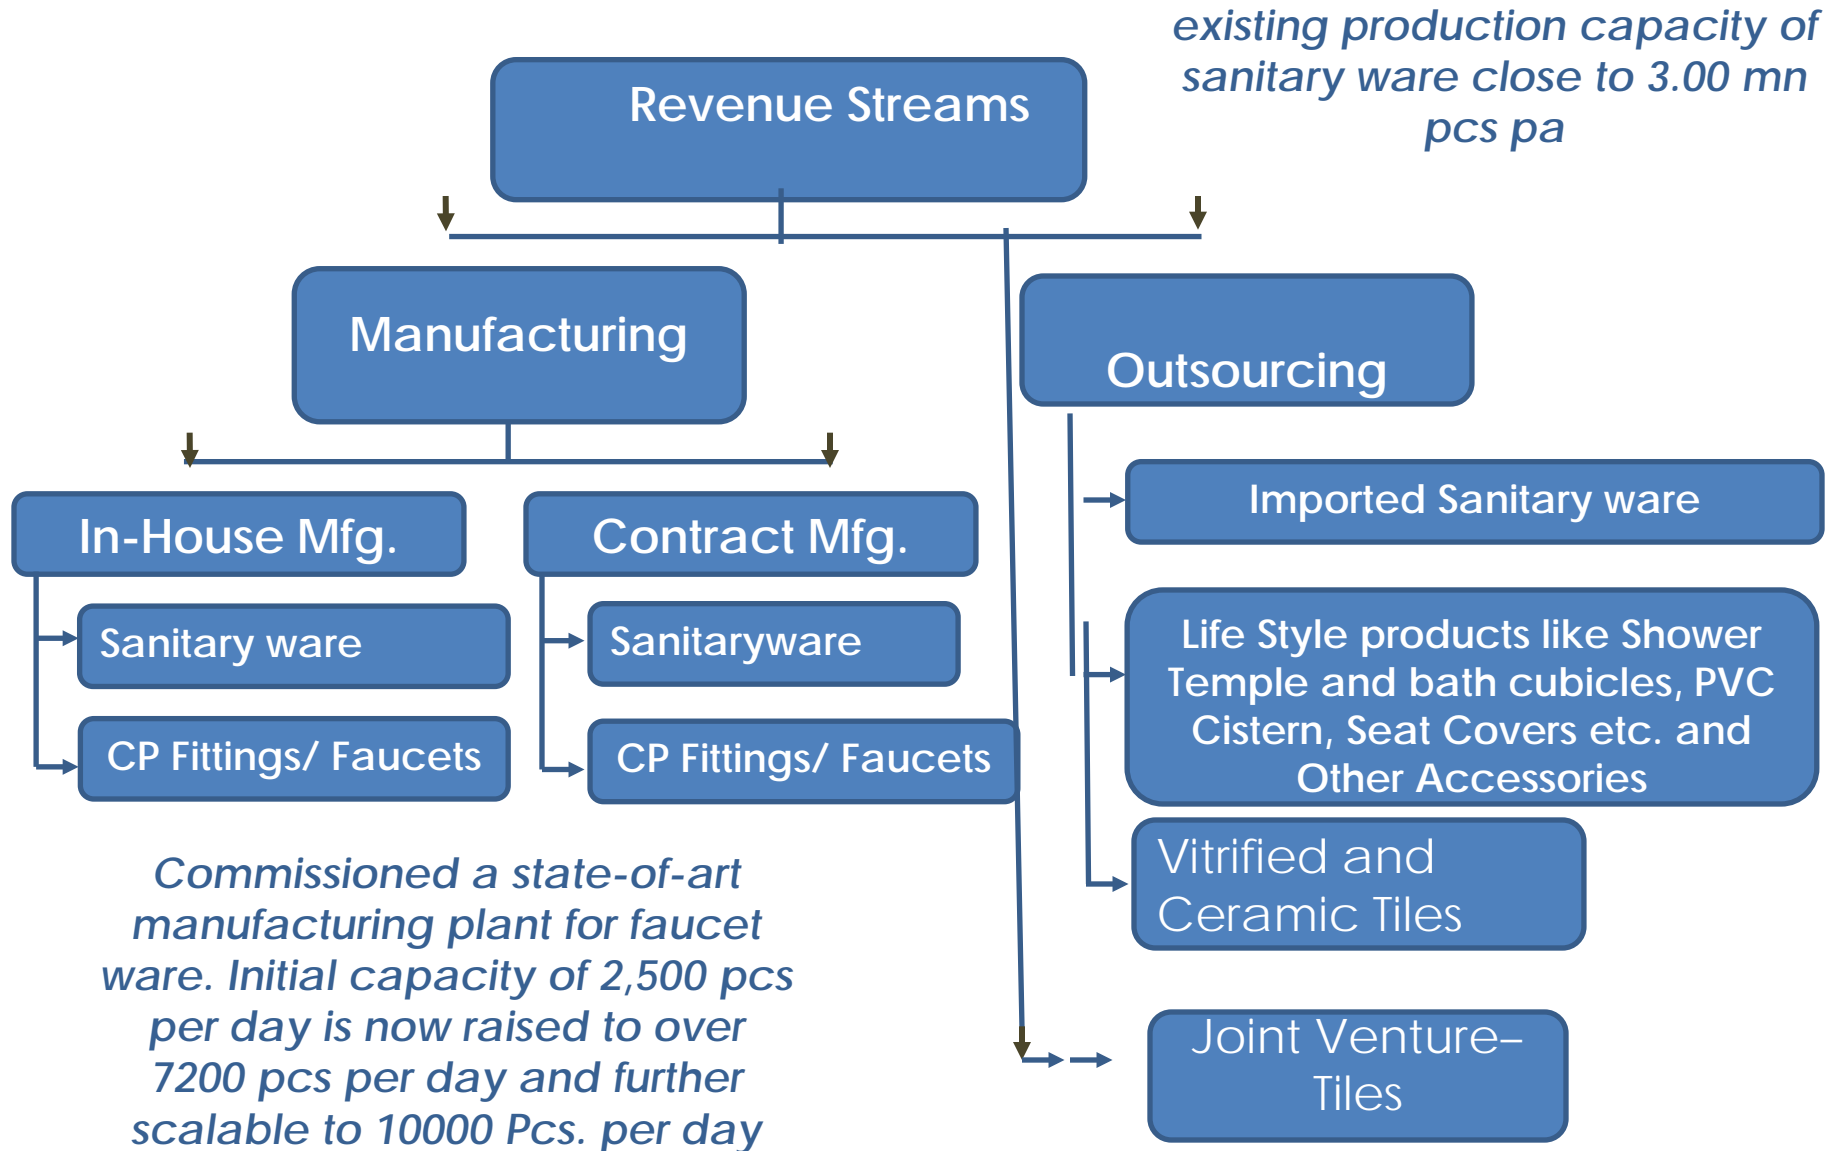 existing production capacity of
sanitary ware close to 3.00 mn
pcs pa
Revenue Streams
Manufacturing
Outsourcing
In-House Mfg.
Sanitary ware
CP Fittings/ Faucets
Contract Mfg.
Sanitaryware
CP Fittings/ Faucets
Imported Sanitary ware
Life Style products like Shower
Temple and bath cubicles, PVC
Cistern, Seat Covers etc. and
Other Accessories
Vitrified and
Ceramic Tiles
Joint Venture–
Tiles
Commissioned a state-of-art
manufacturing plant for faucet
ware. Initial capacity of 2,500 pcs
per day is now raised to over
7200 pcs per day and further
scalable to 10000 Pcs. per day